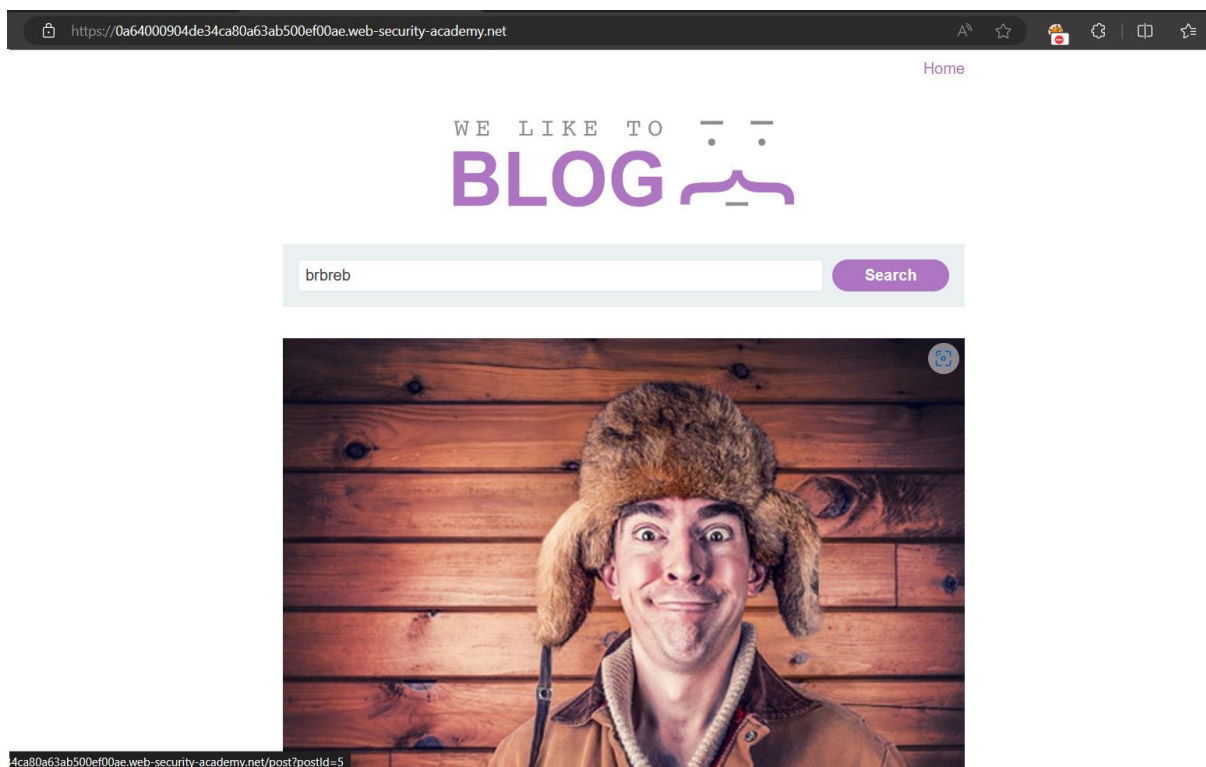 https://0a64000904de34ca80a63ab500ef00ae.web-security-academy.net
Home
WE LIKE TO
BLOG
brbreb
Search
34ca80a63ab500ef00ae.web-security-academy.net/post?postId=5